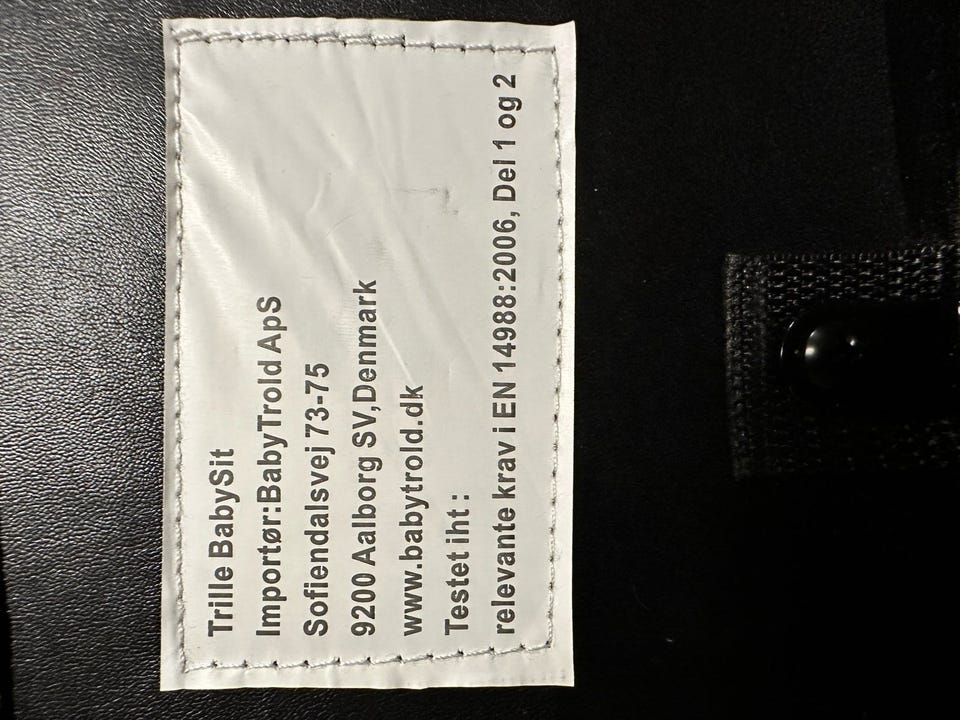 Trille BabySit
Importør:BabyTrold ApS
Sofiendalsvej 73-75
9200 Aalborg SV,Denmark
www.babytrold.dk
Testet iht :
relevante krav i EN 14988:2006, Del 1 og 2